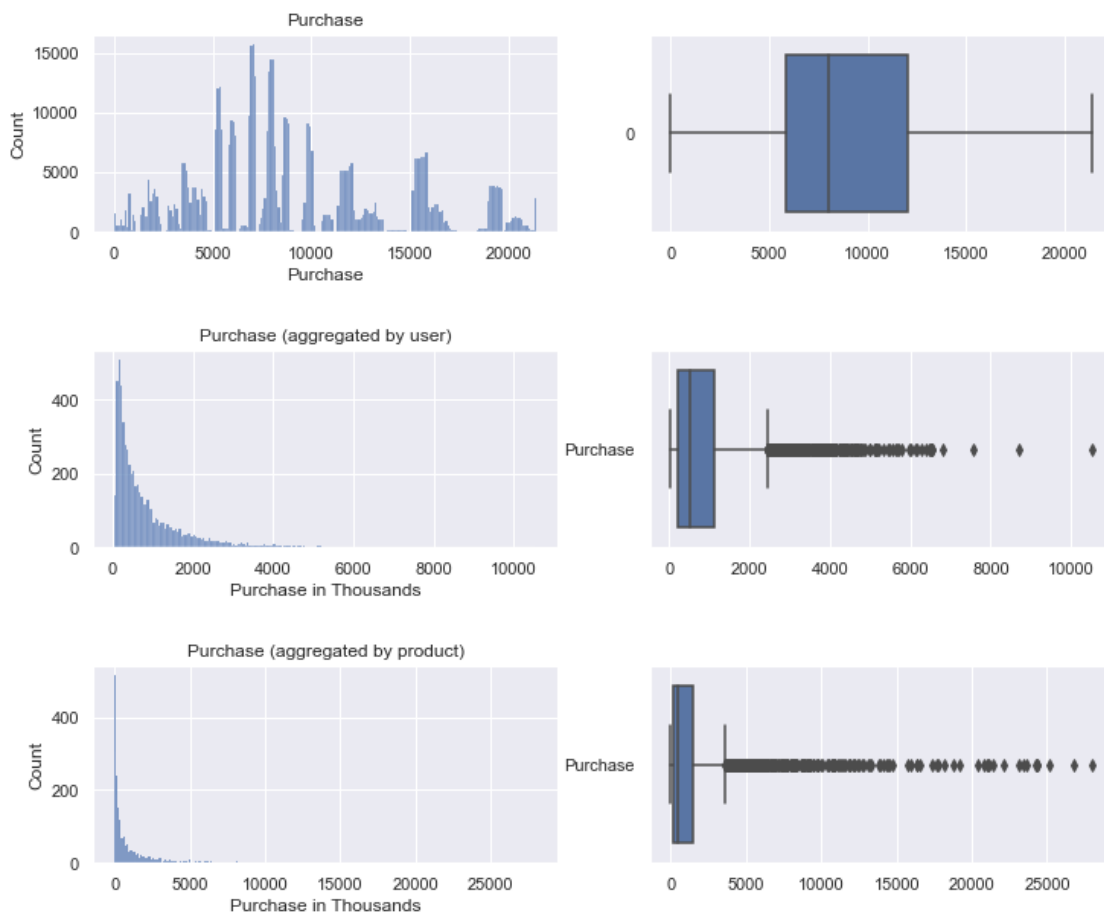 Purchase
15000
10000
5000
0
Count
0 5000 10000 15000 20000
Purchase
0
0 5000 10000 15000 20000
Purchase (aggregated by user)
400
200
0
Count
0 2000 4000 6000 8000 10000
Purchase in Thousands
Purchase
0 2000 4000 6000 8000 10000
Purchase (aggregated by product)
400
200
0
Count
0 5000 10000 15000 20000 25000
Purchase in Thousands
Purchase
0 5000 10000 15000 20000 25000